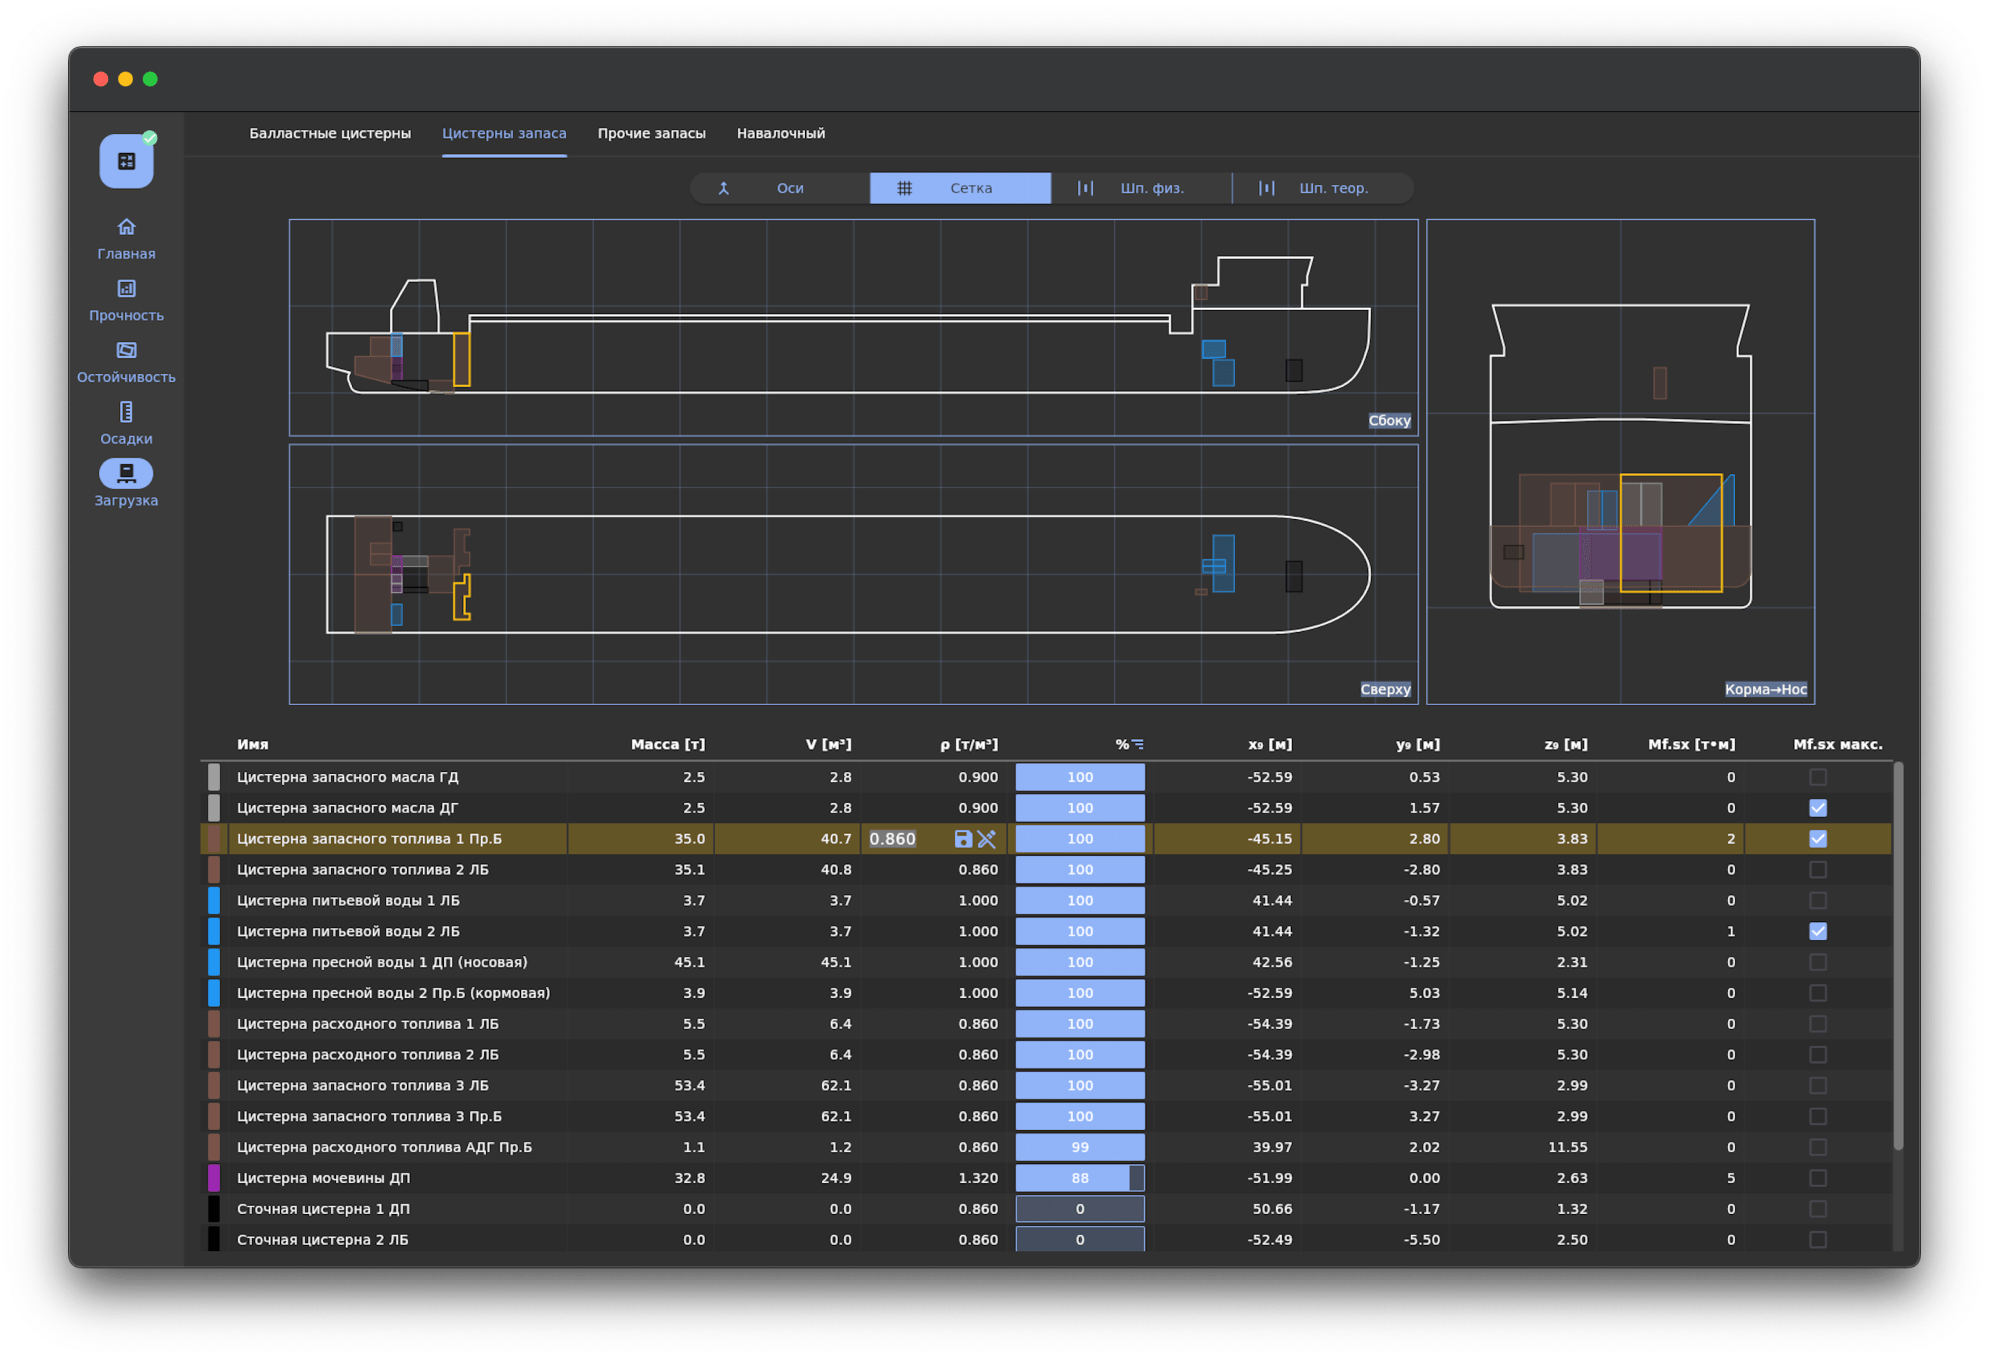 Балластные цистерны Цистерны запаса Прочие запасы Навалочный
Оси Сетка Шп. физ. Шп. теор.
Главная
Прочность
Остойчивость
Осадки
Загрузка
Сбоку
Сверху
Корма→Нос
Имя Масса [т] V [м³] ρ [т/м³] % x₉ [м] y₉ [м] z₉ [м] Mf.sx [т•м] Mf.sx макс.
Цистерна запасного масла ГД 2.5 2.8 0.900 100 -52.59 0.53 5.30 0
Цистерна запасного масла ДГ 2.5 2.8 0.900 100 -52.59 1.57 5.30 0
Цистерна запасного топлива 1 Пр.Б 35.0 40.7 0.860 100 -45.15 2.80 3.83 2
Цистерна запасного топлива 2 ЛБ 35.1 40.8 0.860 100 -45.25 -2.80 3.83 0
Цистерна питьевой воды 1 ЛБ 3.7 3.7 1.000 100 41.44 -0.57 5.02 0
Цистерна питьевой воды 2 ЛБ 3.7 3.7 1.000 100 41.44 -1.32 5.02 1
Цистерна пресной воды 1 ДП (носовая) 45.1 45.1 1.000 100 42.56 -1.25 2.31 0
Цистерна пресной воды 2 Пр.Б (кормовая) 3.9 3.9 1.000 100 -52.59 5.03 5.14 0
Цистерна расходного топлива 1 ЛБ 5.5 6.4 0.860 100 -54.39 -1.73 5.30 0
Цистерна расходного топлива 2 ЛБ 5.5 6.4 0.860 100 -54.39 -2.98 5.30 0
Цистерна запасного топлива 3 ЛБ 53.4 62.1 0.860 100 -55.01 -3.27 2.99 0
Цистерна запасного топлива 3 Пр.Б 53.4 62.1 0.860 100 -55.01 3.27 2.99 0
Цистерна расходного топлива АДГ Пр.Б 1.1 1.2 0.860 99 39.97 2.02 11.55 0
Цистерна мочевины ДП 32.8 24.9 1.320 88 -51.99 0.00 2.63 5
Сточная цистерна 1 ДП 0.0 0.0 0.860 0 50.66 -1.17 1.32 0
Сточная цистерна 2 ЛБ 0.0 0.0 0.860 0 -52.49 -5.50 2.50 0